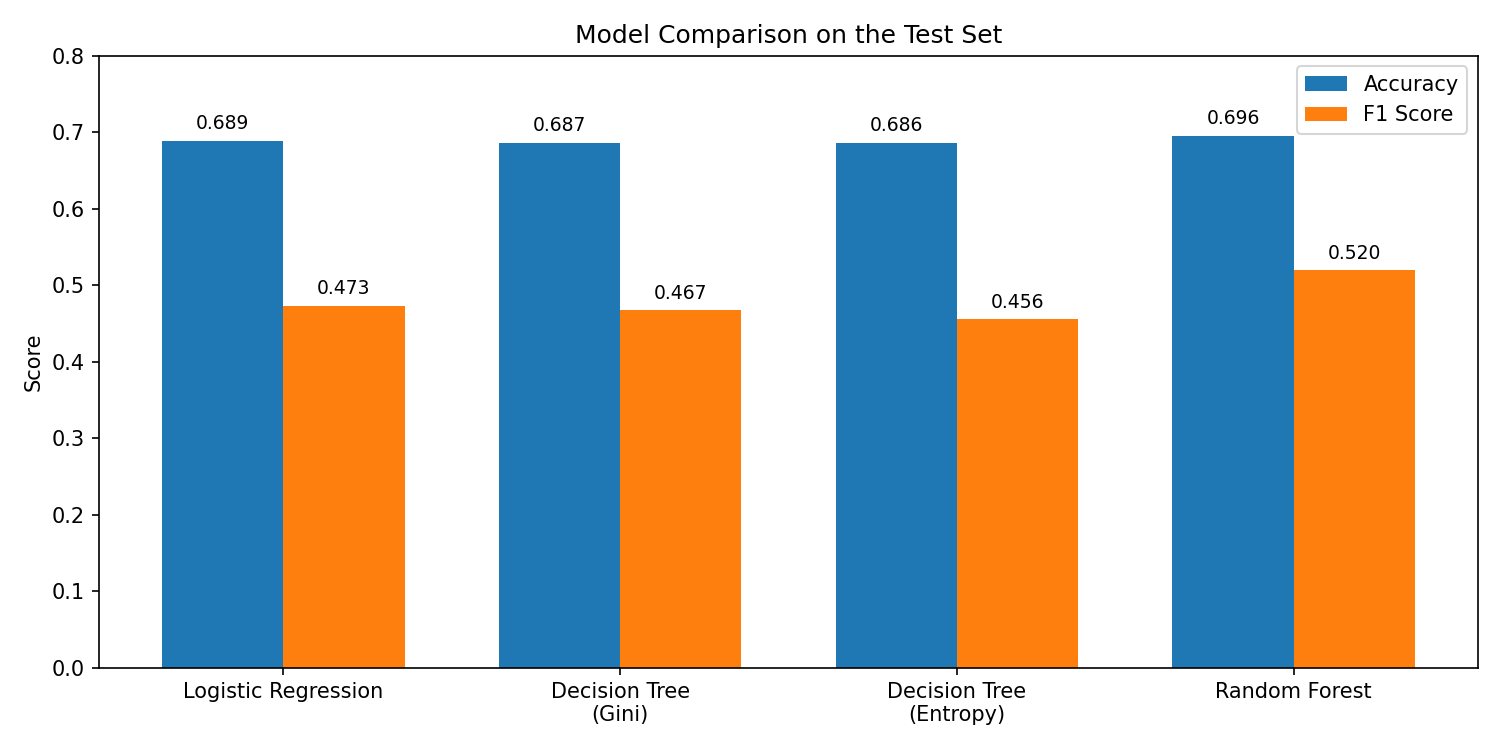 Model Comparison on the Test Set
Accuracy
F1 Score
Score
0.8
0.7
0.6
0.5
0.4
0.3
0.2
0.1
0.0
0.689
0.473
0.687
0.467
0.686
0.456
0.696
0.520
Logistic Regression
Decision Tree
(Gini)
Decision Tree
(Entropy)
Random Forest